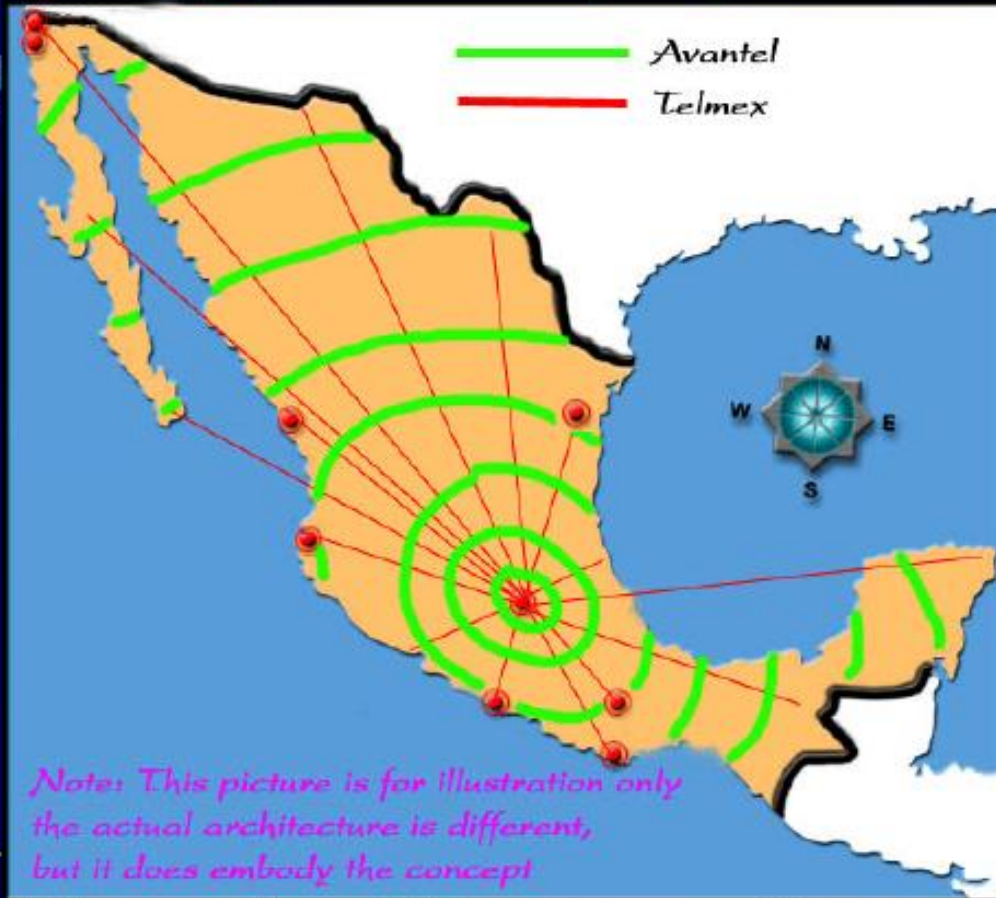 Avantel
Telmex
N
W
E
S
Note: This picture is for illustration only
the actual architecture is different,
but it does embody the concept